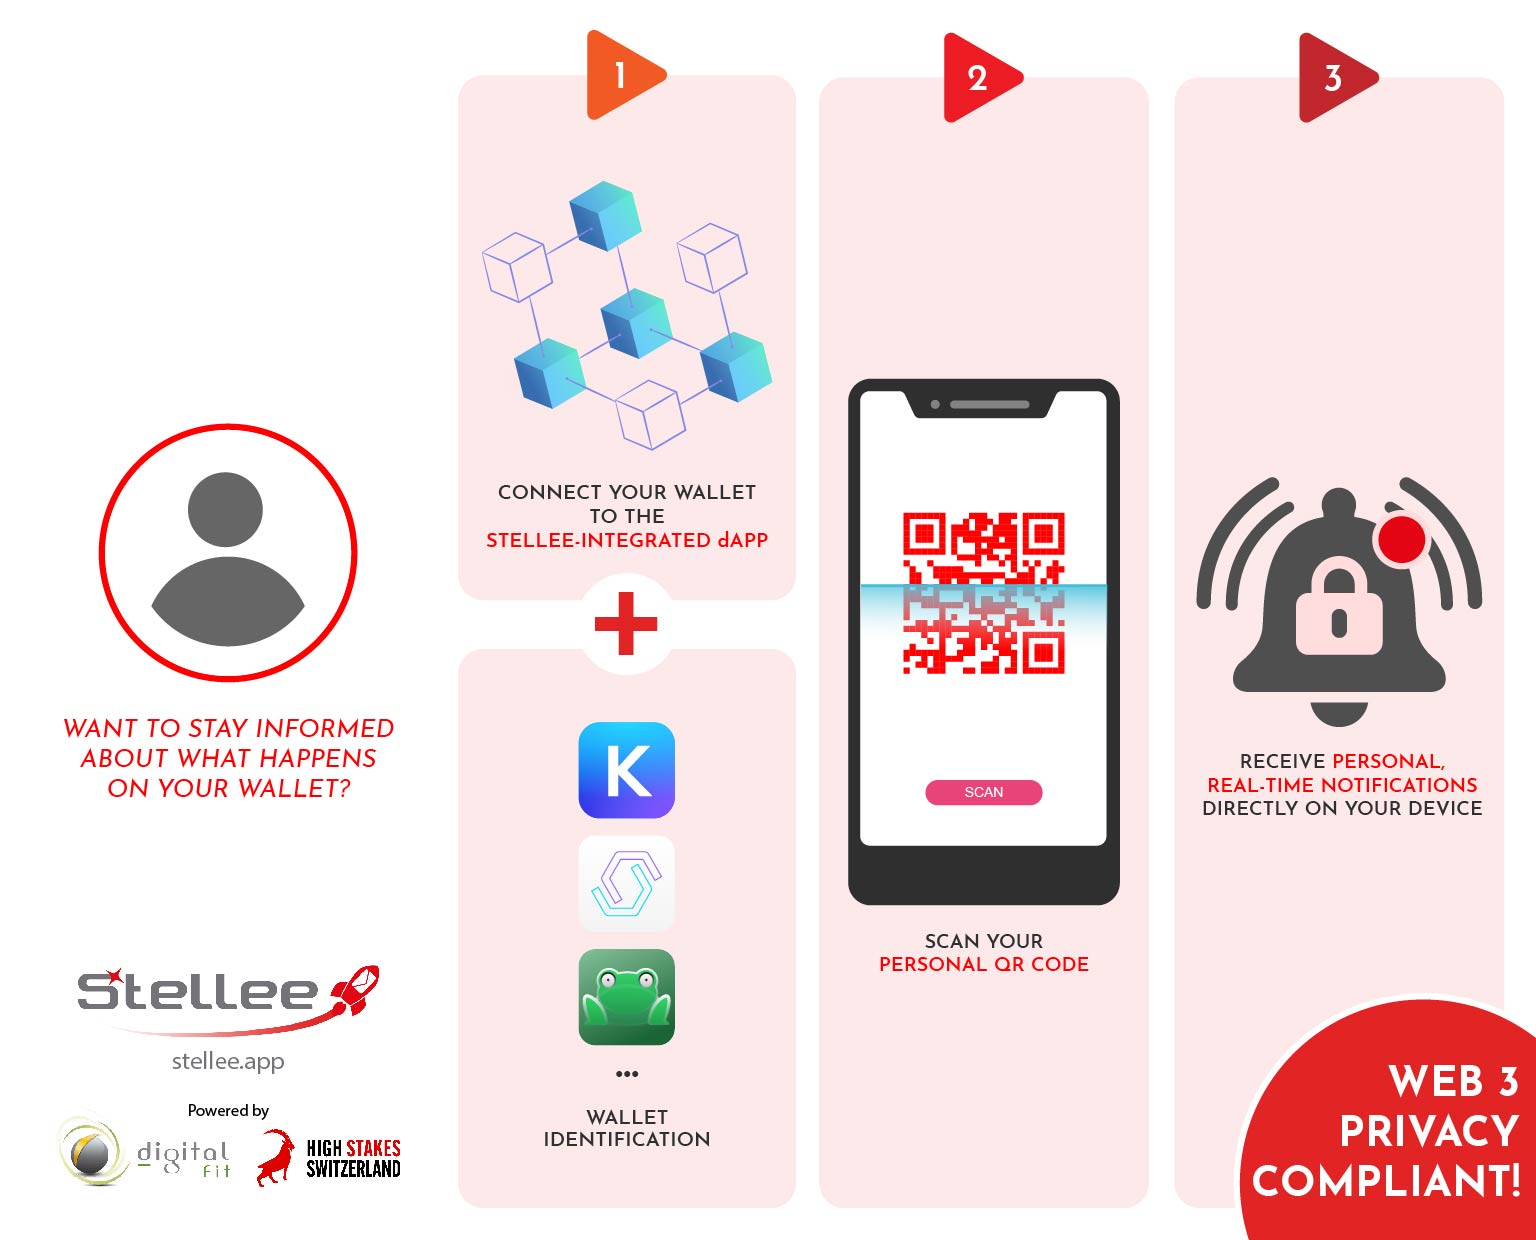 WANT TO STAY INFORMED
ABOUT WHAT HAPPENS
ON YOUR WALLET?
Stellee
stellee.app
Powered by
digital
fit
HIGH STAKES
SWITZERLAND
1
CONNECT YOUR WALLET
TO THE
STELLEE-INTEGRATED dAPP
+
K
...
WALLET
IDENTIFICATION
2
SCAN
SCAN YOUR
PERSONAL QR CODE
3
RECEIVE PERSONAL,
REAL-TIME NOTIFICATIONS
DIRECTLY ON YOUR DEVICE
WEB 3
PRIVACY
COMPLIANT!